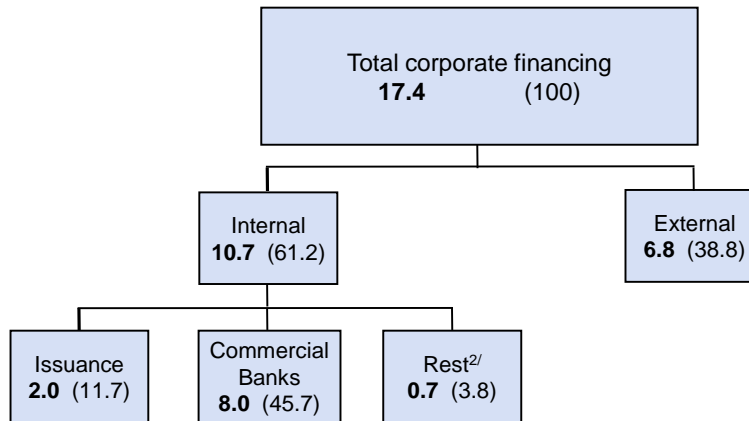 Total corporate financing
17.4 (100)
Internal
10.7 (61.2)
External
6.8 (38.8)
Issuance
2.0 (11.7)
Commercial
Banks
8.0 (45.7)
Rest2/
0.7 (3.8)